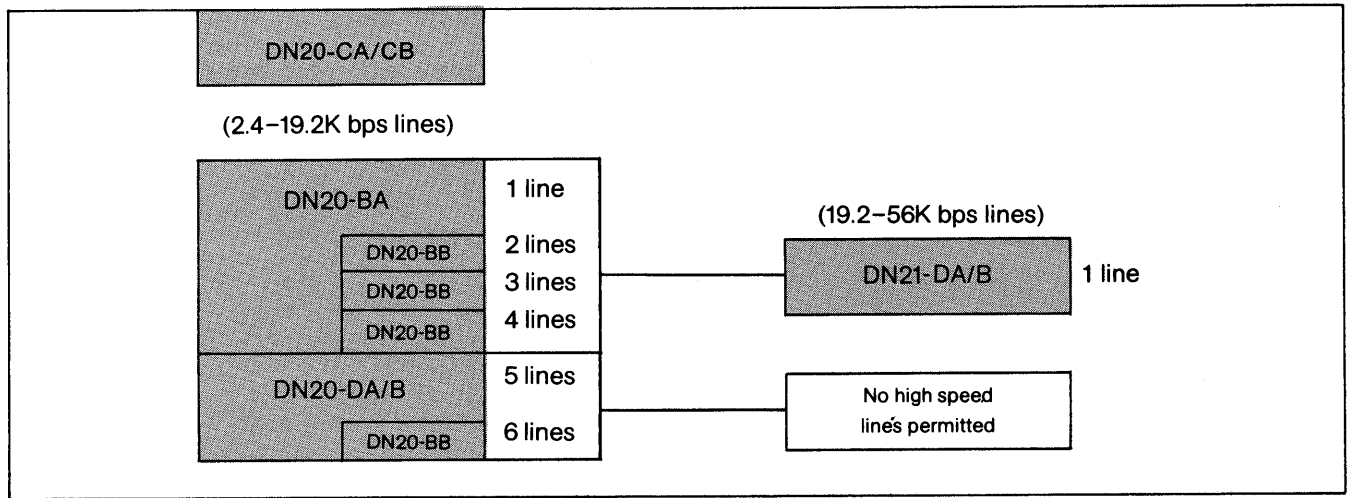 DN20-CA/CB
(2.4–19.2K bps lines)
DN20-BA
1 line
DN20-BB
2 lines
DN20-BB
3 lines
DN20-BB
4 lines
DN20-DA/B
5 lines
DN20-BB
6 lines
(19.2–56K bps lines)
DN21-DA/B
1 line
No high speed
line's permitted